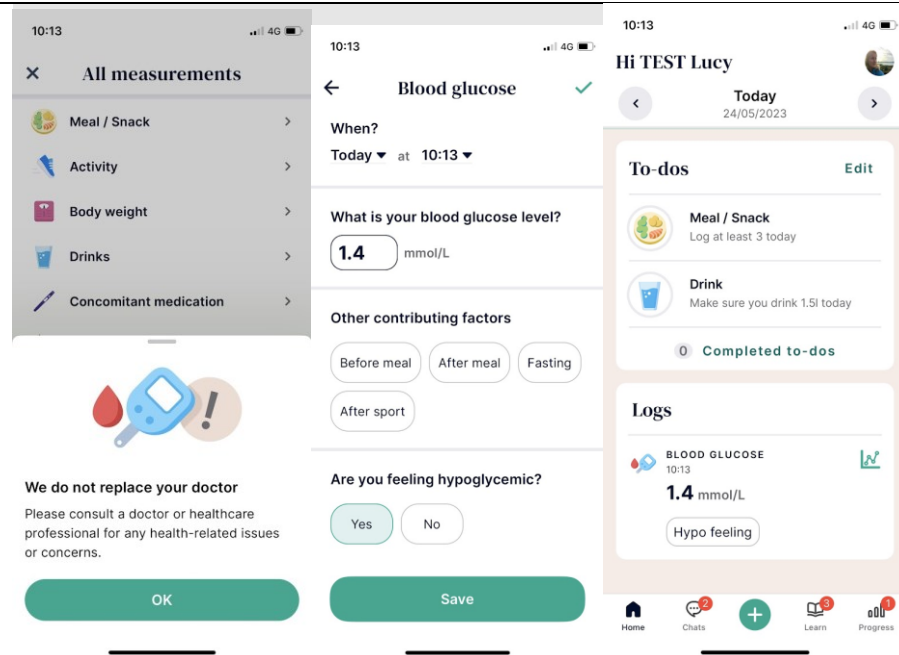 10:13
4G
All measurements
Meal / Snack
Activity
Body weight
Drinks
Concomitant medication
We do not replace your doctor
Please consult a doctor or healthcare
professional for any health-related issues
or concerns.
OK
10:13
4G
Blood glucose
When?
Today at 10:13
What is your blood glucose level?
1.4 mmol/L
Other contributing factors
Before meal After meal Fasting
After sport
Are you feeling hypoglycemic?
Yes No
Save
10:13
4G
Hi TEST Lucy
Today
24/05/2023
To-dos Edit
Meal / Snack
Log at least 3 today
Drink
Make sure you drink 1.5l today
0 Completed to-dos
Logs
BLOOD GLUCOSE
10:13
1.4 mmol/L
Hypo feeling
2 3 1
Home Chats Learn Progress